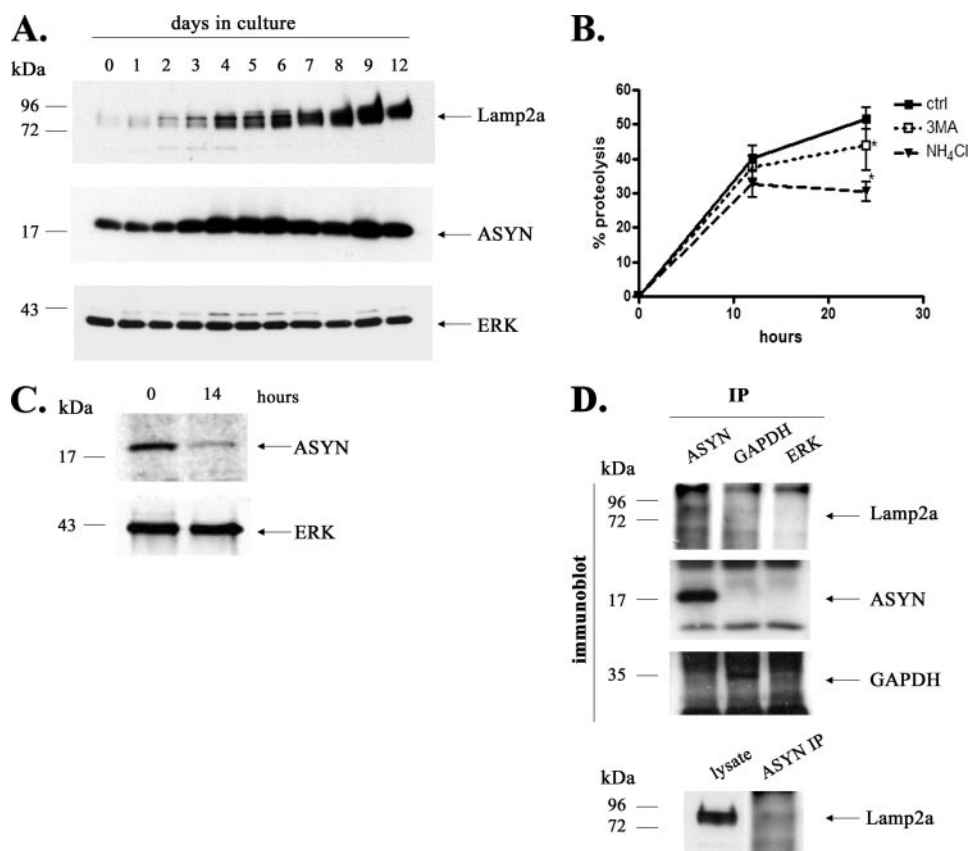 A.
days in culture
kDa
0 1 2 3 4 5 6 7 8 9 12
96
72
Lamp2a
17
ASYN
43
ERK
B.
% proteolysis
60
50
40
30
20
10
0
0 10 20 30
hours
ctrl
3MA
NH4Cl
*
*
C.
0 14 hours
kDa
17
ASYN
43
ERK
D.
IP
ASYN GAPDH ERK
kDa
immunoblot
96
72
Lamp2a
17
ASYN
35
GAPDH
lysate ASYN IP
kDa
96
72
Lamp2a